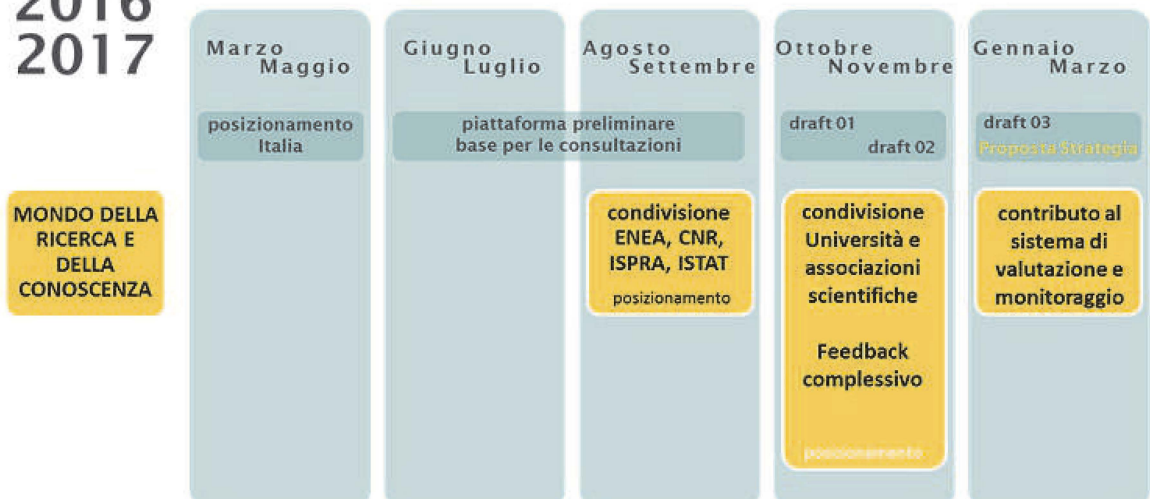 2016
2017
Marzo
Maggio
Giugno
Luglio
Agosto
Settembre
Ottobre
Novembre
Gennaio
Marzo
posizionamento
Italia
piattaforma preliminare
base per le consultazioni
draft 01
draft 02
draft 03
Proposta Strategia
MONDO DELLA
RICERCA E
DELLA
CONOSCENZA
condivisione
ENEA, CNR,
ISPRA, ISTAT
posizionamento
condivisione
Università e
associazioni
scientifiche
Feedback
complessivo
posizionamento
contributo al
sistema di
valutazione e
monitoraggio